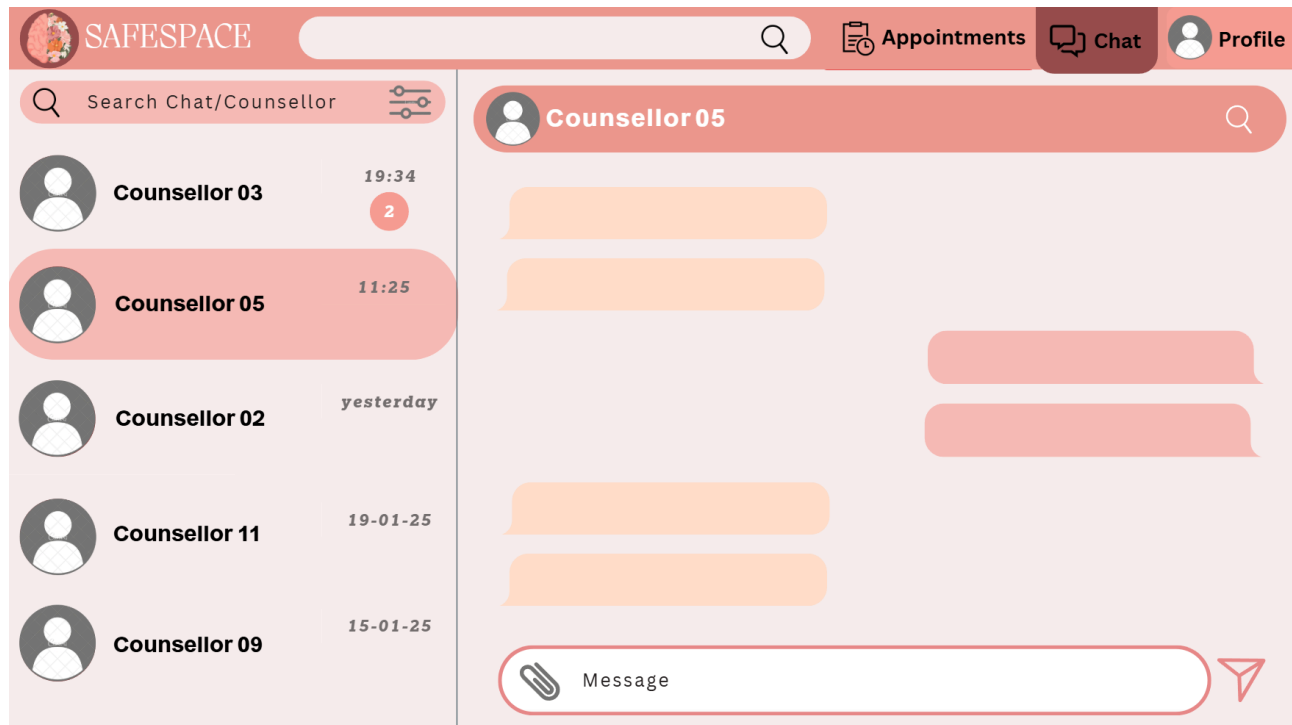 SAFESPACE
Appointments
Chat
Profile
Search Chat/Counsellor
Counsellor 03
19:34
2
Counsellor 05
11:25
Counsellor 02
yesterday
Counsellor 11
19-01-25
Counsellor 09
15-01-25
Counsellor 05
Message